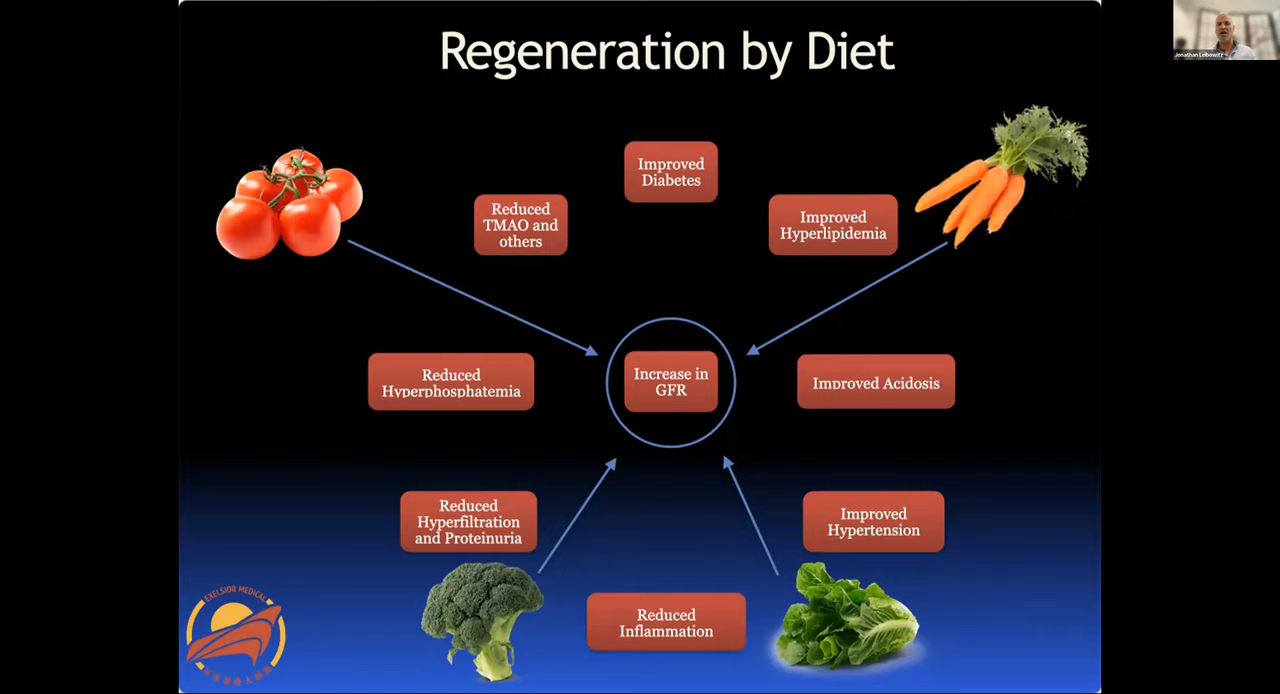 Regeneration by Diet
Jonathan Leibowitz
Improved
Diabetes
Reduced
TMAO and
others
Improved
Hyperlipidemia
Reduced
Hyperphosphatemia
Increase in
GFR
Improved Acidosis
Reduced
Hyperfiltration
and Proteinuria
Improved
Hypertension
Reduced
Inflammation
EXELSIOR MEDICAL